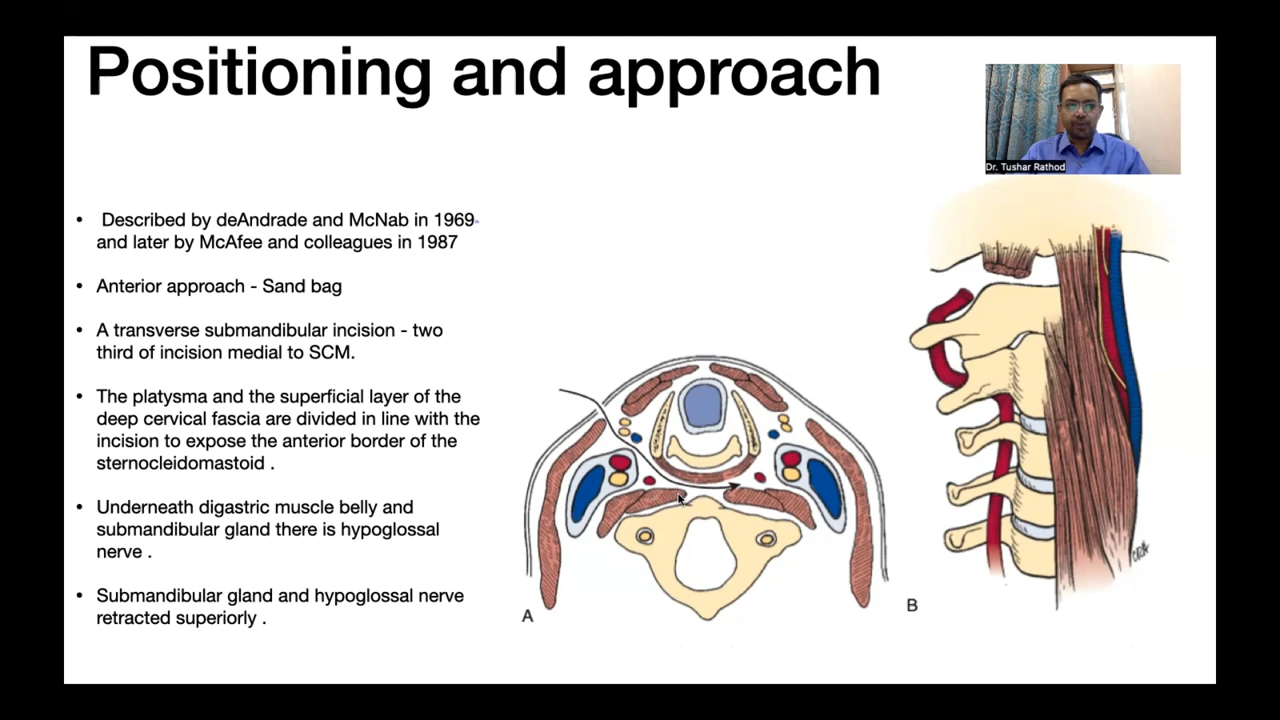 Positioning and approach
Dr. Tushar Rathod
• Described by deAndrade and McNab in 1969
and later by McAfee and colleagues in 1987
• Anterior approach - Sand bag
• A transverse submandibular incision - two
third of incision medial to SCM.
• The platysma and the superficial layer of the
deep cervical fascia are divided in line with the
incision to expose the anterior border of the
sternocleidomastoid .
• Underneath digastric muscle belly and
submandibular gland there is hypoglossal
nerve .
• Submandibular gland and hypoglossal nerve
retracted superiorly .
A
B